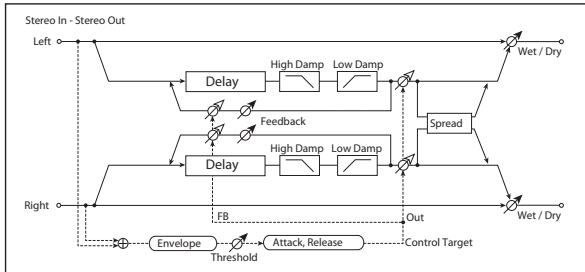 Stereo In - Stereo Out
Left
Wet / Dry
High Damp
Low Damp
Delay
Feedback
Spread
High Damp
Low Damp
Delay
Right
FB
Out
Wet / Dry
Envelope
Threshold
Attack, Release
Control Target